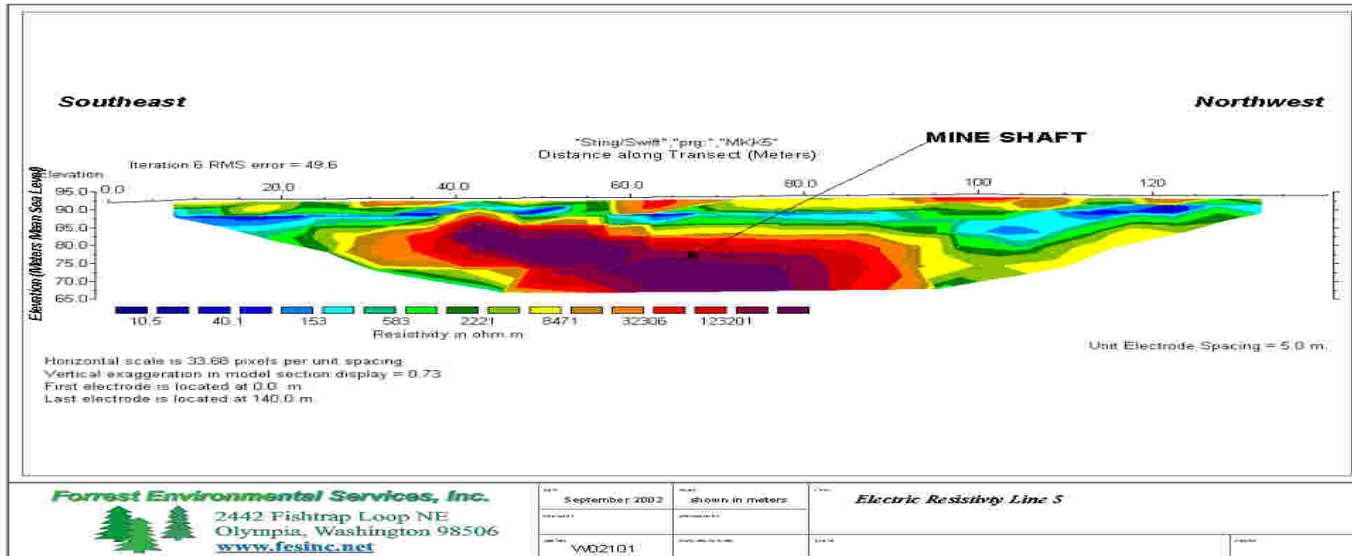 Southeast
Northwest
MINE SHAFT
"Sting/Swift","prg:","MKK5"
Distance along Transect (Meters)
Iteration 6 RMS error = 49.6
Elevation
Elevation (Meters Mean Sea Level)
0.0 20.0 40.0 60.0 80.0 100 120
95.0
90.0
85.0
80.0
75.0
70.0
65.0
10.5 40.1 153 583 2221 8471 32306 123201
Resistivity in ohm.m
Unit Electrode Spacing = 5.0 m.
Horizontal scale is 33.68 pixels per unit spacing
Vertical exaggeration in model section display = 0.73
First electrode is located at 0.0 m.
Last electrode is located at 140.0 m.
Forrest Environmental Services, Inc.
2442 Fishtrap Loop NE
Olympia, Washington 98506
www.fesinc.net
September 2002
shown in meters
Electric Resistivty Line 5